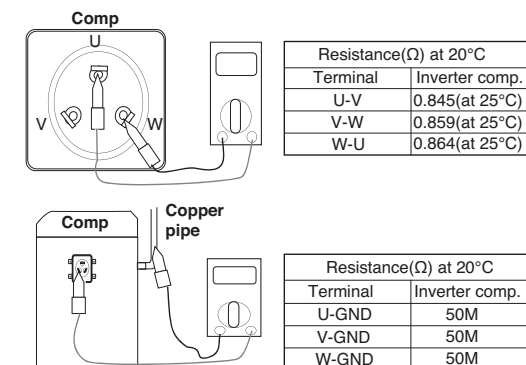 Comp
U
V
W
Resistance(Ω) at 20°C
Terminal Inverter comp.
U-V 0.845(at 25°C)
V-W 0.859(at 25°C)
W-U 0.864(at 25°C)
Comp
Copper
pipe
Resistance(Ω) at 20°C
Terminal Inverter comp.
U-GND 50M
V-GND 50M
W-GND 50M